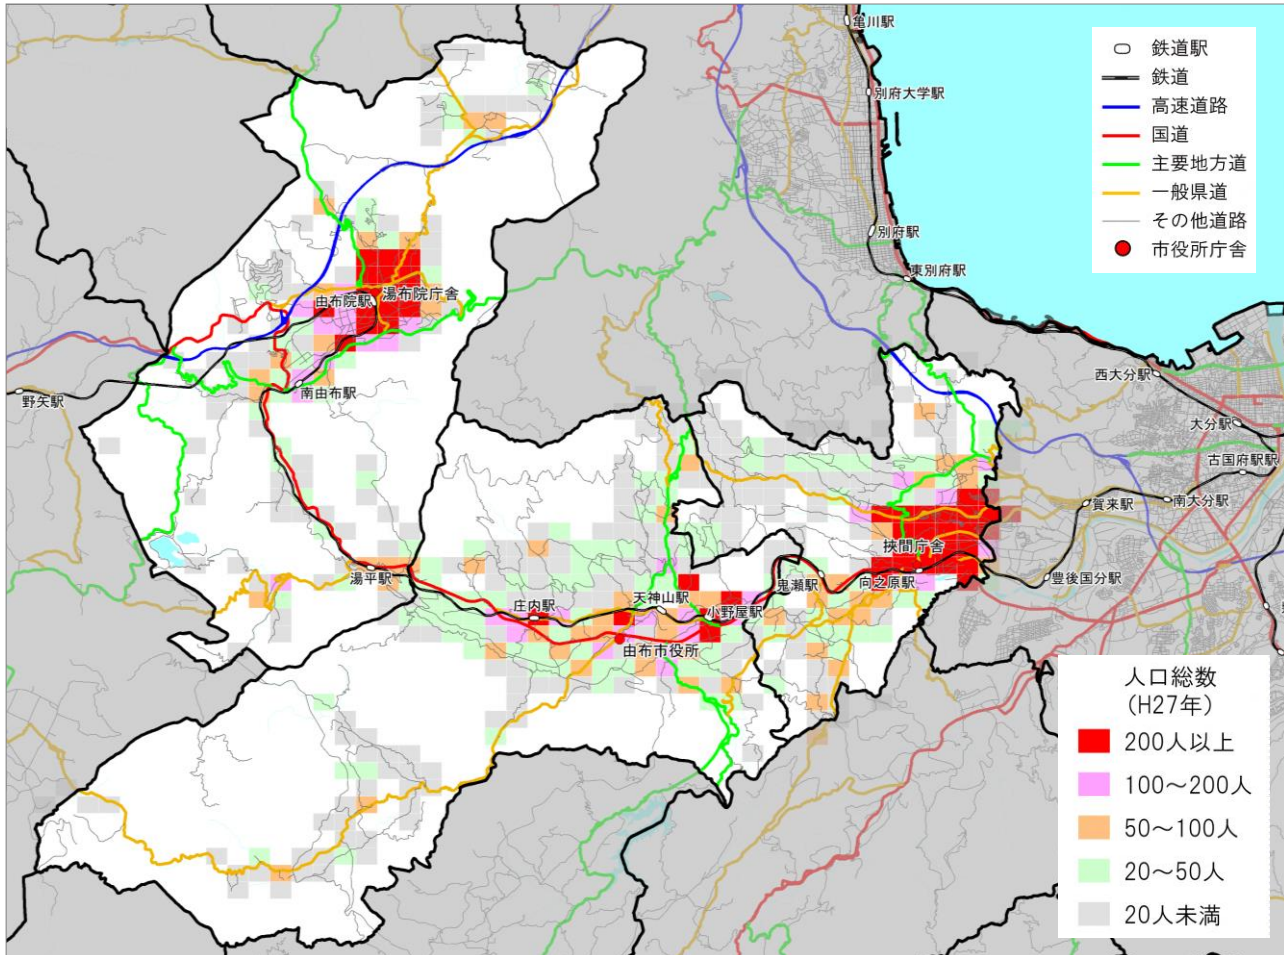 亀川駅
別府大学駅
別府駅
東別府駅
鉄道駅
鉄道
高速道路
国道
主要地方道
一般県道
その他道路
市役所庁舎
由布院駅
湯布院庁舎
南由布駅
野矢駅
西大分駅
大分駅
古国府駅駅
賀来駅
南大分駅
挾間庁舎
湯平駅
鬼瀬駅
向之原駅
豊後国分駅
庄内駅
天神山駅
小野屋駅
由布市役所
人口総数
(H27年)
200人以上
100～200人
50～100人
20～50人
20人未満